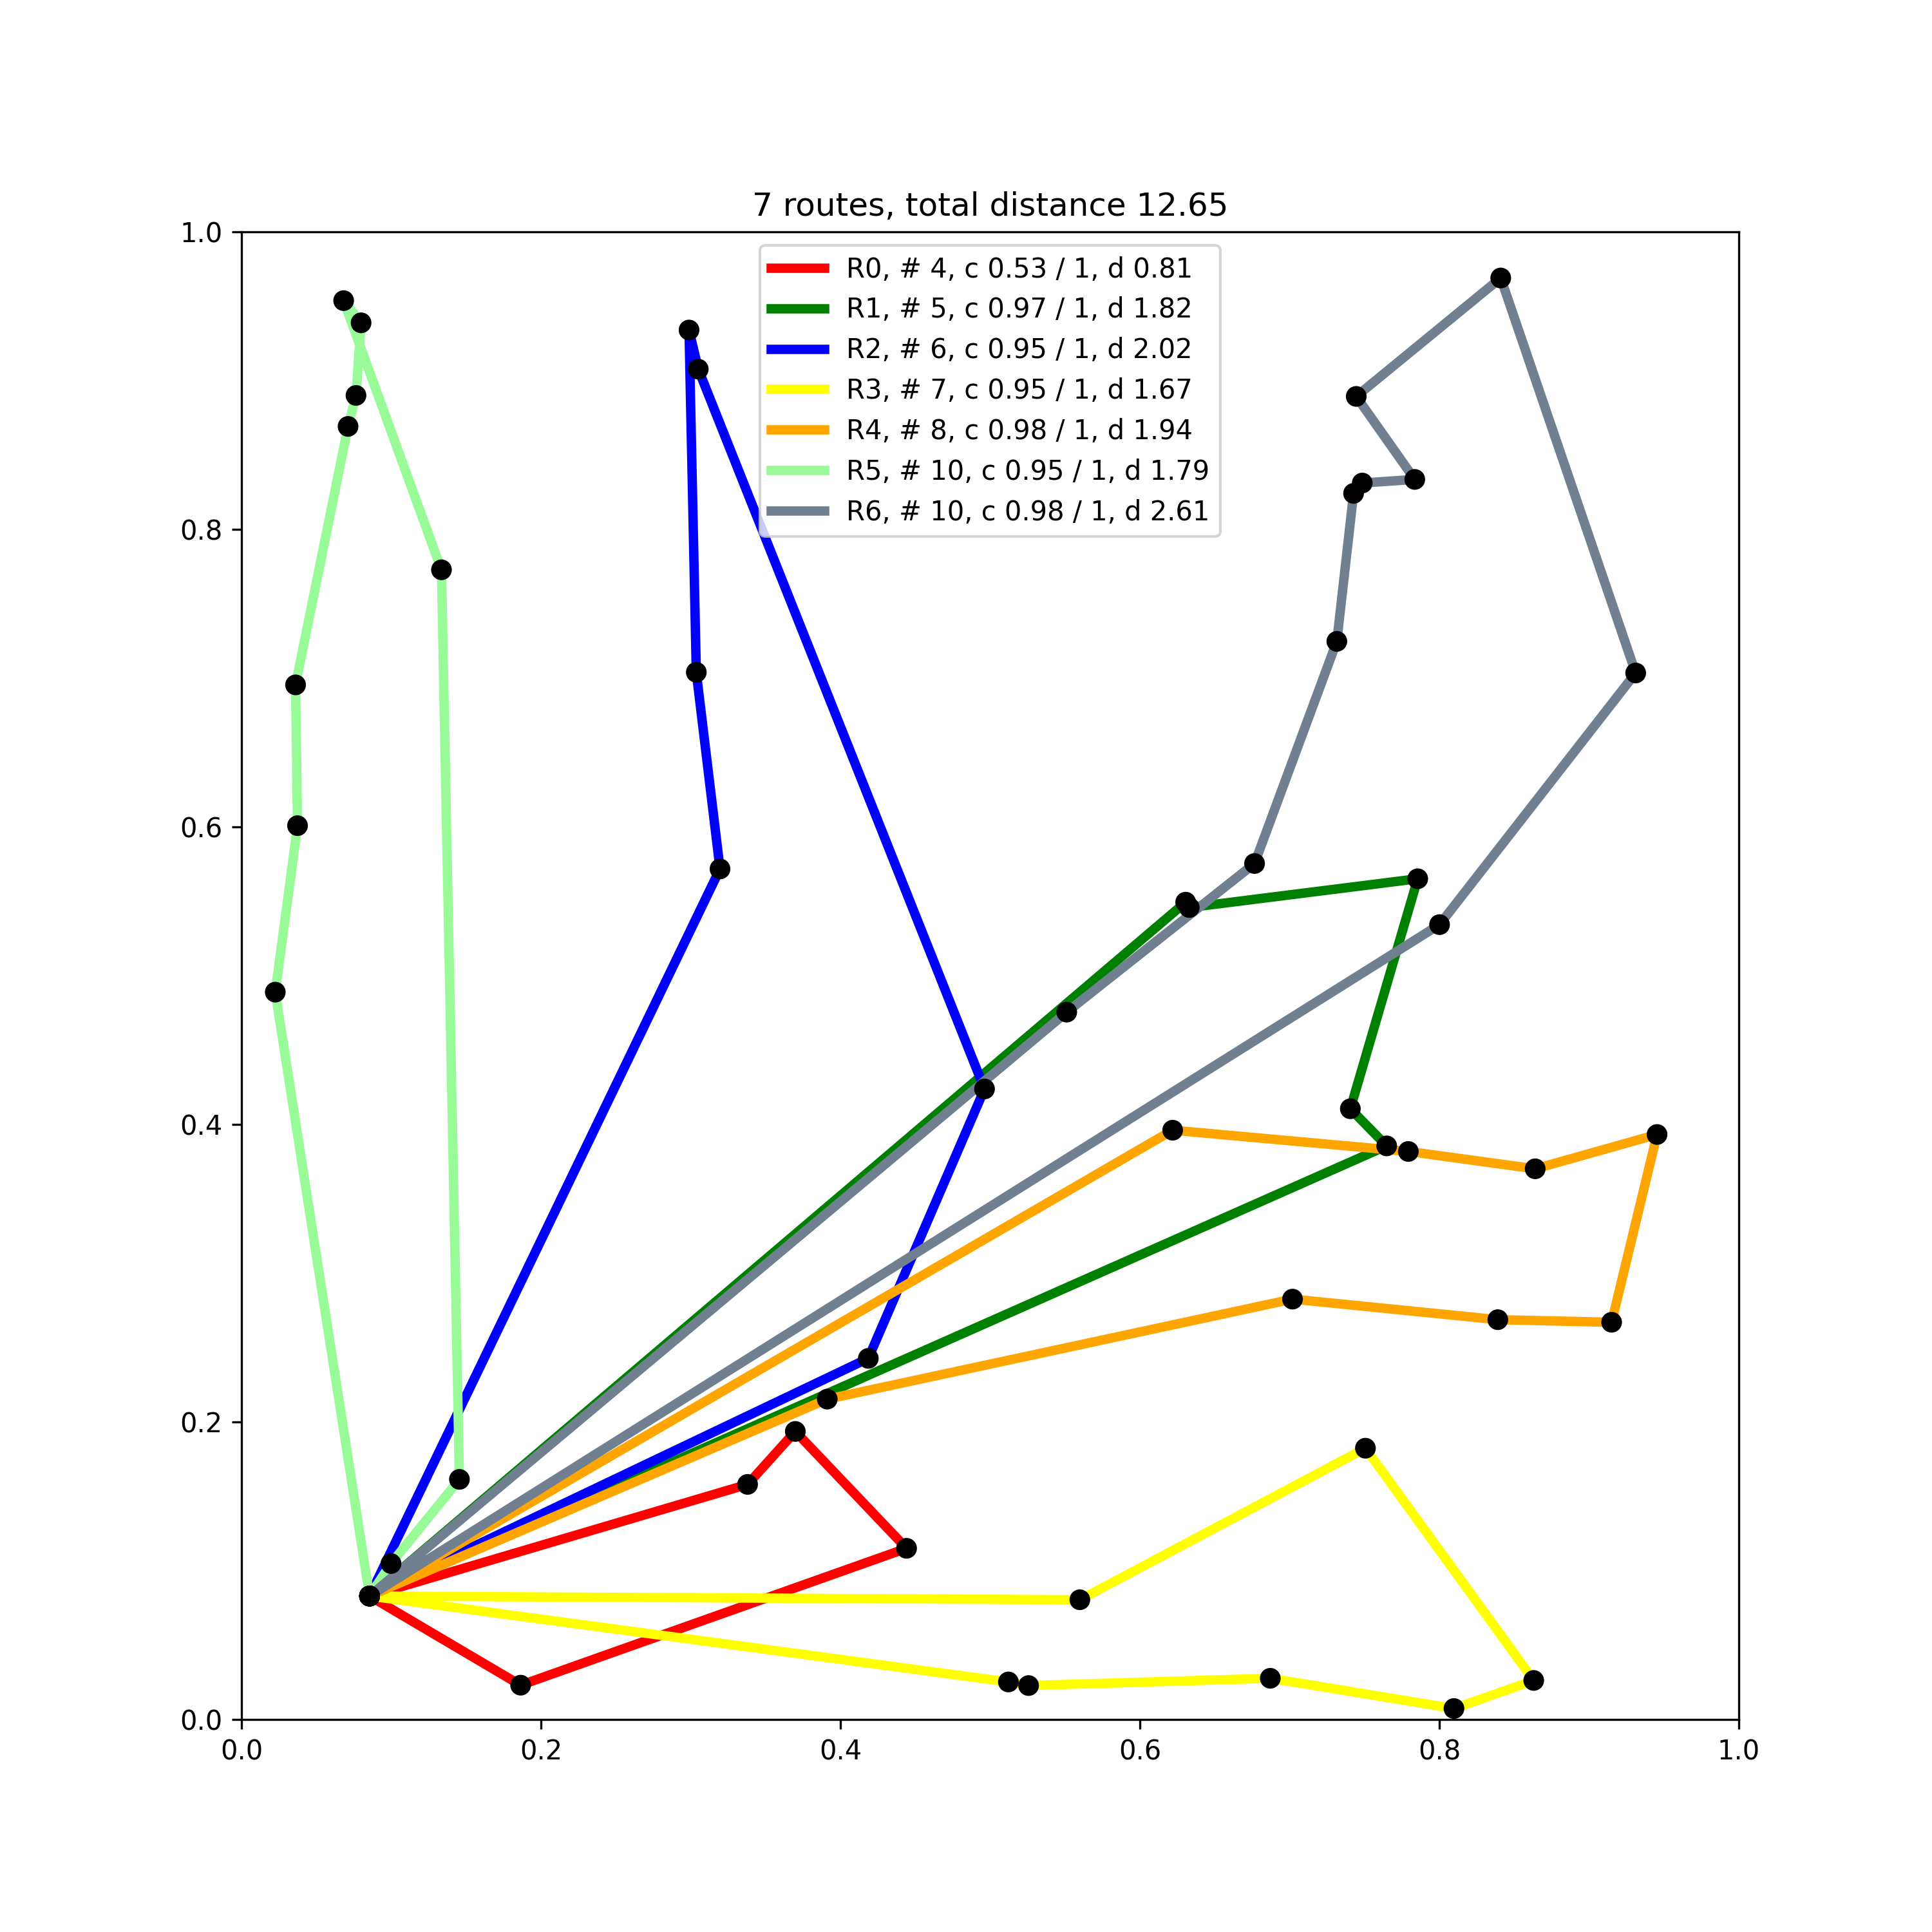 7 routes, total distance 12.65
1.0
R0, # 4, c 0.53 / 1, d 0.81
R1, # 5, c 0.97 / 1, d 1.82
R2, # 6, c 0.95 / 1, d 2.02
R3, # 7, c 0.95 / 1, d 1.67
R4, # 8, c 0.98 / 1, d 1.94
R5, # 10, c 0.95 / 1, d 1.79
R6, # 10, c 0.98 / 1, d 2.61
0.8
0.6
0.4
0.2
0.0
0.0 0.2 0.4 0.6 0.8 1.0